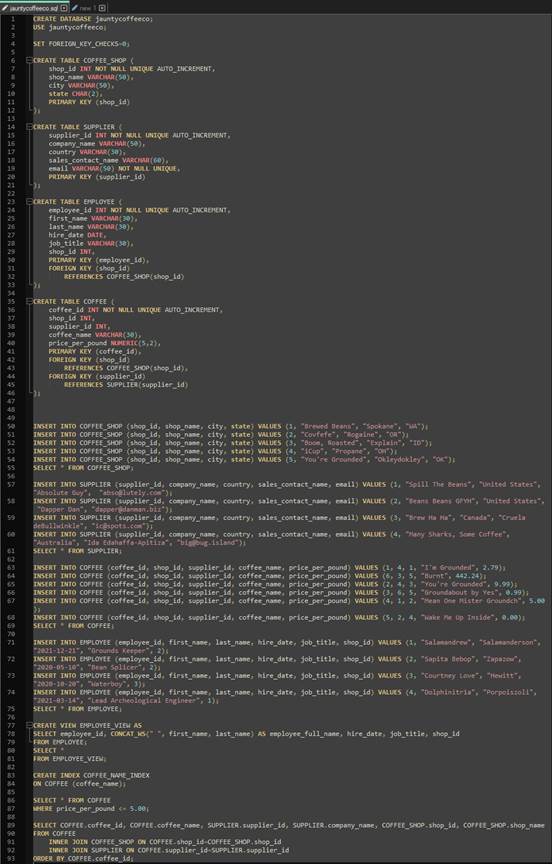 jauntycoffeeco.sql new 1
1 CREATE DATABASE jauntycoffeeco;
2 USE jauntycoffeeco;
3
4 SET FOREIGN_KEY_CHECKS=0;
5
6 CREATE TABLE COFFEE_SHOP (
7 shop_id INT NOT NULL UNIQUE AUTO_INCREMENT,
8 shop_name VARCHAR(50),
9 city VARCHAR(50),
10 state CHAR(2),
11 PRIMARY KEY (shop_id)
12 );
13
14 CREATE TABLE SUPPLIER (
15 supplier_id INT NOT NULL UNIQUE AUTO_INCREMENT,
16 company_name VARCHAR(50),
17 country VARCHAR(30),
18 sales_contact_name VARCHAR(60),
19 email VARCHAR(50) NOT NULL UNIQUE,
20 PRIMARY KEY (supplier_id)
21 );
22
23 CREATE TABLE EMPLOYEE (
24 employee_id INT NOT NULL UNIQUE AUTO_INCREMENT,
25 first_name VARCHAR(30),
26 last_name VARCHAR(30),
27 hire_date DATE,
28 job_title VARCHAR(30),
29 shop_id INT,
30 PRIMARY KEY (employee_id),
31 FOREIGN KEY (shop_id)
32 REFERENCES COFFEE_SHOP(shop_id)
33 );
34
35 CREATE TABLE COFFEE (
36 coffee_id INT NOT NULL UNIQUE AUTO_INCREMENT,
37 shop_id INT,
38 supplier_id INT,
39 coffee_name VARCHAR(30),
40 price_per_pound NUMERIC(5,2),
41 PRIMARY KEY (coffee_id),
42 FOREIGN KEY (shop_id)
43 REFERENCES COFFEE_SHOP(shop_id),
44 FOREIGN KEY (supplier_id)
45 REFERENCES SUPPLIER(supplier_id)
46 );
47
48
49
50 INSERT INTO COFFEE_SHOP (shop_id, shop_name, city, state) VALUES (1, "Brewed Beans", "Spokane", "WA");
51 INSERT INTO COFFEE_SHOP (shop_id, shop_name, city, state) VALUES (2, "Covfefe", "Rogaine", "OR");
52 INSERT INTO COFFEE_SHOP (shop_id, shop_name, city, state) VALUES (3, "Boom, Roasted", "Explain", "ID");
53 INSERT INTO COFFEE_SHOP (shop_id, shop_name, city, state) VALUES (4, "iCup", "Propane", "OH");
54 INSERT INTO COFFEE_SHOP (shop_id, shop_name, city, state) VALUES (5, "You're Grounded", "Okleydokley", "OK");
55 SELECT * FROM COFFEE_SHOP;
56
57 INSERT INTO SUPPLIER (supplier_id, company_name, country, sales_contact_name, email) VALUES (1, "Spill The Beans", "United States",
"Absolute Guy", "abso@lutely.com");
58 INSERT INTO SUPPLIER (supplier_id, company_name, country, sales_contact_name, email) VALUES (2, "Beans Beans GFYH", "United States",
"Dapper Dan", "dapper@danman.biz");
59 INSERT INTO SUPPLIER (supplier_id, company_name, country, sales_contact_name, email) VALUES (3, "Brew Ma Ha", "Canada", "Cruela
deBullwinkle", "ic@spots.com");
60 INSERT INTO SUPPLIER (supplier_id, company_name, country, sales_contact_name, email) VALUES (4, "Many Sharks, Some Coffee",
"Australia", "Ida Edahaffa-Apitiza", "big@bug.island");
61 SELECT * FROM SUPPLIER;
62
63 INSERT INTO COFFEE (coffee_id, shop_id, supplier_id, coffee_name, price_per_pound) VALUES (1, 4, 1, "I'm Grounded", 2.79);
64 INSERT INTO COFFEE (coffee_id, shop_id, supplier_id, coffee_name, price_per_pound) VALUES (6, 3, 5, "Burnt", 442.24);
65 INSERT INTO COFFEE (coffee_id, shop_id, supplier_id, coffee_name, price_per_pound) VALUES (2, 4, 3, "You're Grounded", 9.99);
66 INSERT INTO COFFEE (coffee_id, shop_id, supplier_id, coffee_name, price_per_pound) VALUES (3, 6, 5, "Groundabout by Yes", 0.99);
67 INSERT INTO COFFEE (coffee_id, shop_id, supplier_id, coffee_name, price_per_pound) VALUES (4, 1, 2, "Mean One Mister Groundch", 5.00
);
68 INSERT INTO COFFEE (coffee_id, shop_id, supplier_id, coffee_name, price_per_pound) VALUES (5, 2, 4, "Wake Me Up Inside", 0.00);
69 SELECT * FROM COFFEE;
70
71 INSERT INTO EMPLOYEE (employee_id, first_name, last_name, hire_date, job_title, shop_id) VALUES (1, "Salamandrew", "Salamanderson",
"2021-12-21", "Grounds Keeper", 2);
72 INSERT INTO EMPLOYEE (employee_id, first_name, last_name, hire_date, job_title, shop_id) VALUES (2, "Sapita Bebop", "Zapazow",
"2020-05-10", "Bean Splicer", 2);
73 INSERT INTO EMPLOYEE (employee_id, first_name, last_name, hire_date, job_title, shop_id) VALUES (3, "Courtney Love", "Hewitt",
"2020-10-20", "Waterboy", 3);
74 INSERT INTO EMPLOYEE (employee_id, first_name, last_name, hire_date, job_title, shop_id) VALUES (4, "Dolphinitria", "Porpoiszoli",
"2021-03-14", "Lead Archeological Engineer", 1);
75 SELECT * FROM EMPLOYEE;
76
77 CREATE VIEW EMPLOYEE_VIEW AS
78 SELECT employee_id, CONCAT_WS(" ", first_name, last_name) AS employee_full_name, hire_date, job_title, shop_id
79 FROM EMPLOYEE;
80 SELECT *
81 FROM EMPLOYEE_VIEW;
82
83 CREATE INDEX COFFEE_NAME_INDEX
84 ON COFFEE (coffee_name);
85
86 SELECT * FROM COFFEE
87 WHERE price_per_pound <= 5.00;
88
89 SELECT COFFEE.coffee_id, COFFEE.coffee_name, SUPPLIER.supplier_id, SUPPLIER.company_name, COFFEE_SHOP.shop_id, COFFEE_SHOP.shop_name
90 FROM COFFEE
91 INNER JOIN COFFEE_SHOP ON COFFEE.shop_id=COFFEE_SHOP.shop_id
92 INNER JOIN SUPPLIER ON COFFEE.supplier_id=SUPPLIER.supplier_id
93 ORDER BY COFFEE.coffee_id;